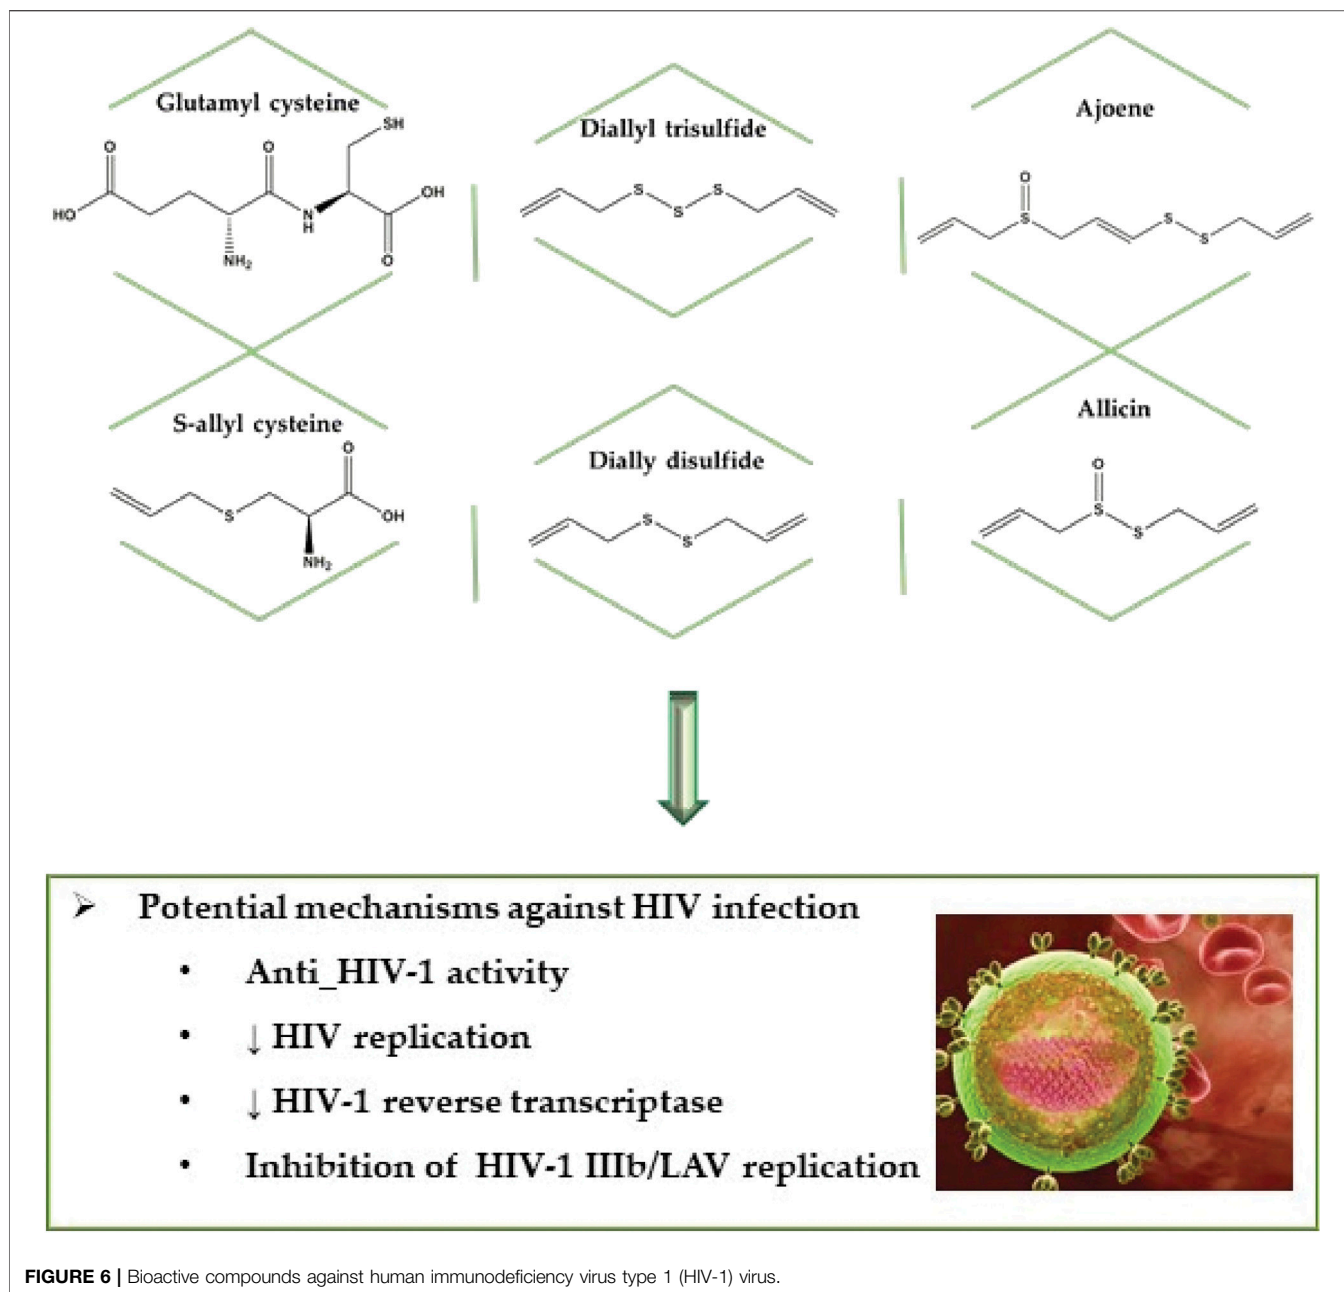 Glutamyl cysteine
Diallyl trisulfide
Ajoene
SH
O
O
HO
N
H
OH
NH₂
O
S
S
S
O
S
S
S
S-allyl cysteine
Dially disulfide
Allicin
O
S
OH
NH₂
S
S
O
S
S
➢ Potential mechanisms against HIV infection
• Anti_HIV-1 activity
• ↓ HIV replication
• ↓ HIV-1 reverse transcriptase
• Inhibition of HIV-1 IIIb/LAV replication
FIGURE 6 | Bioactive compounds against human immunodeficiency virus type 1 (HIV-1) virus.